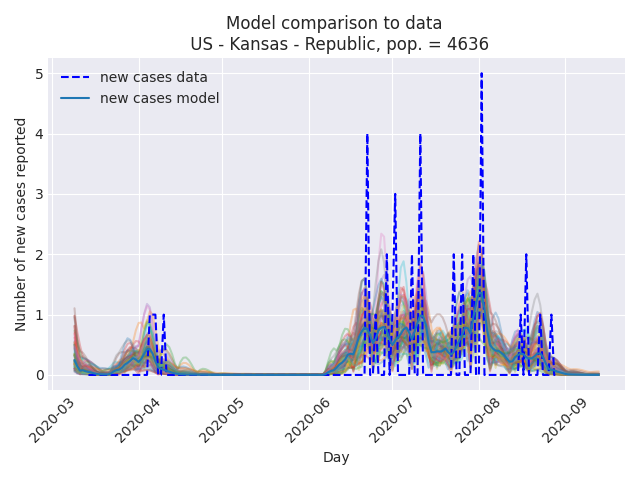 Model comparison to data
US - Kansas - Republic, pop. = 4636
new cases data
new cases model
Number of new cases reported
5
4
3
2
1
0
2020-03
2020-04
2020-05
2020-06
2020-07
2020-08
2020-09
Day